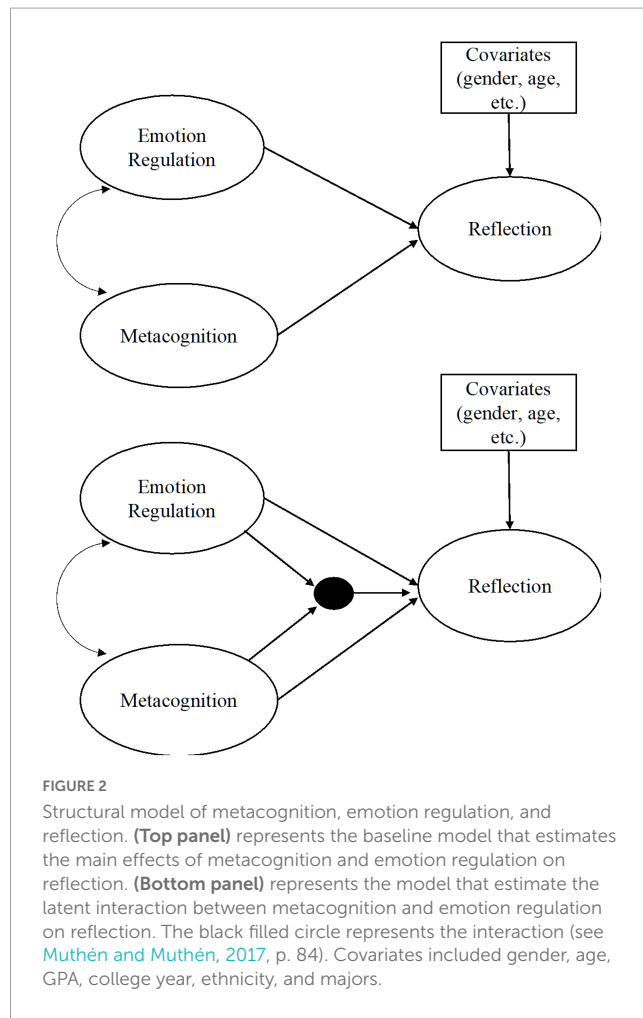 Covariates
(gender, age,
etc.)
Emotion
Regulation
Reflection
Metacognition
Covariates
(gender, age,
etc.)
Emotion
Regulation
Reflection
Metacognition
FIGURE 2
Structural model of metacognition, emotion regulation, and
reflection. (Top panel) represents the baseline model that estimates
the main effects of metacognition and emotion regulation on
reflection. (Bottom panel) represents the model that estimate the
latent interaction between metacognition and emotion regulation
on reflection. The black filled circle represents the interaction (see
Muthén and Muthén, 2017, p. 84). Covariates included gender, age,
GPA, college year, ethnicity, and majors.